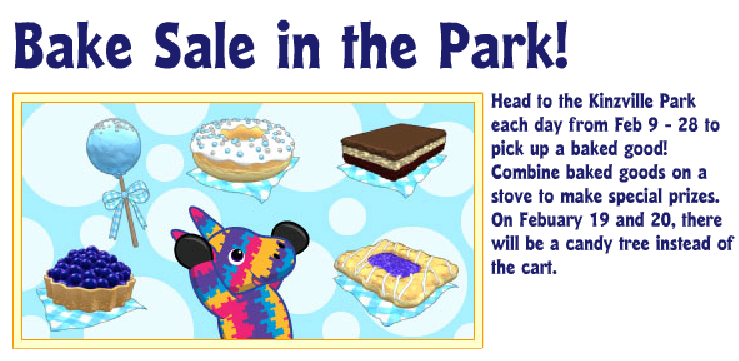 Bake Sale in the Park!
Head to the Kinzville Park
each day from Feb 9 - 28 to
pick up a baked good!
Combine baked goods on a
stove to make special prizes.
On Febuary 19 and 20, there
will be a candy tree instead of
the cart.